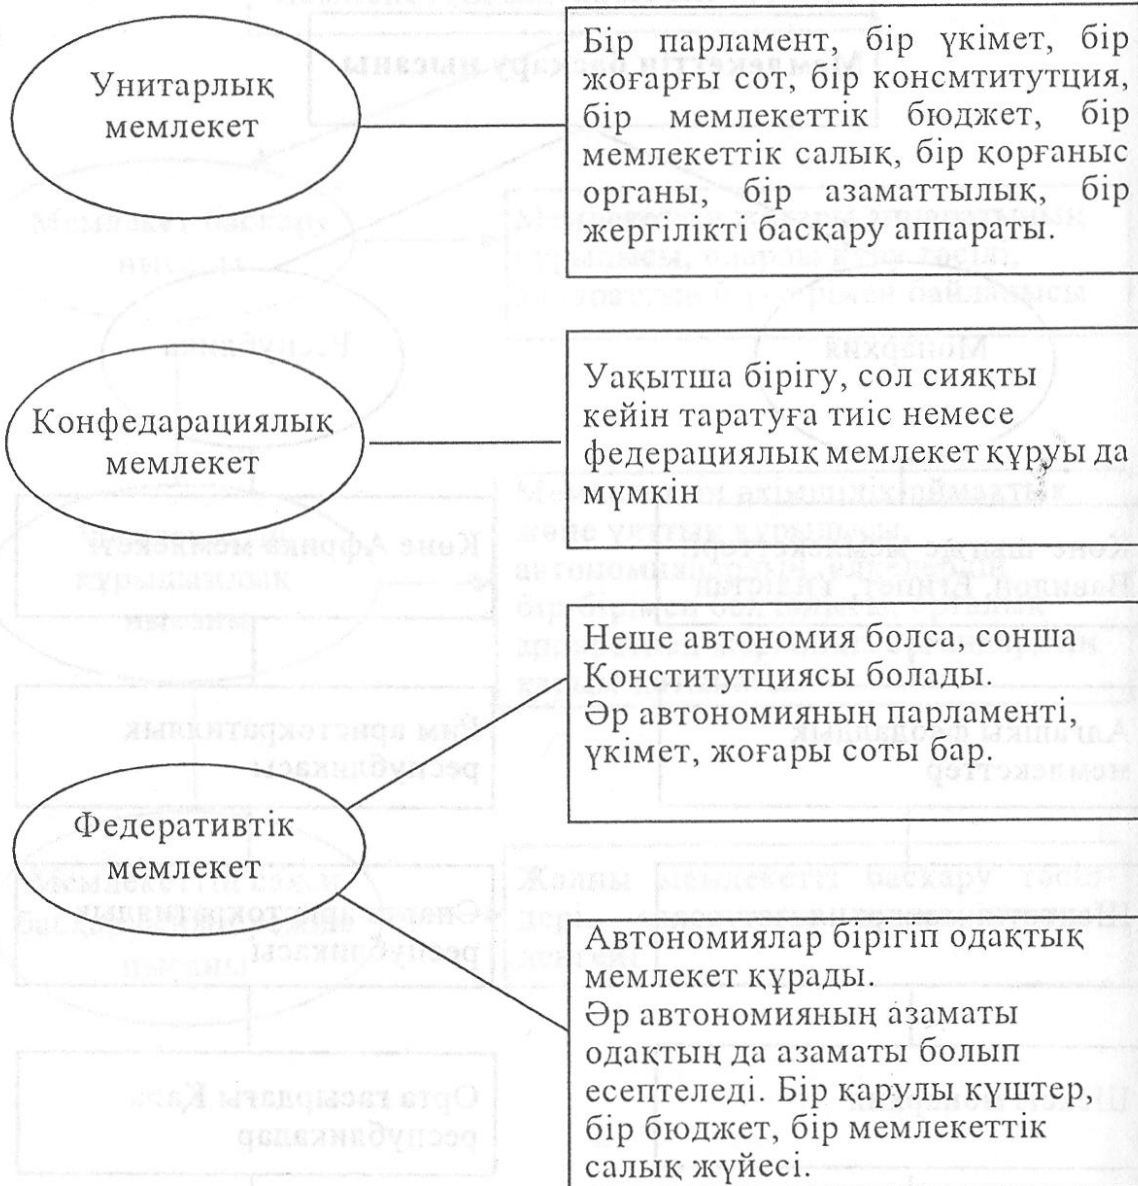 Унитарлық
мемлекет
Бір парламент, бір үкімет, бір
жоғарғы сот, бір консмтитутция,
бір мемлекеттік бюджет, бір
мемлекеттік салық, бір қорғаныс
органы, бір азаматтылық, бір
жергілікті басқару аппараты.
Конфедарациялық
мемлекет
Уақытша бірігу, сол сияқты
кейін таратуға тиіс немесе
федерациялық мемлекет құруы да
мүмкін
Федеративтік
мемлекет
Неше автономия болса, сонша
Конститутциясы болады.
Әр автономияның парламенті,
үкімет, жоғары соты бар.
Автономиялар бірігіп одақтық
мемлекет құрады.
Әр автономияның азаматы
одақтың да азаматы болып
есептеледі. Бір қарулы күштер,
бір бюджет, бір мемлекеттік
салық жүйесі.